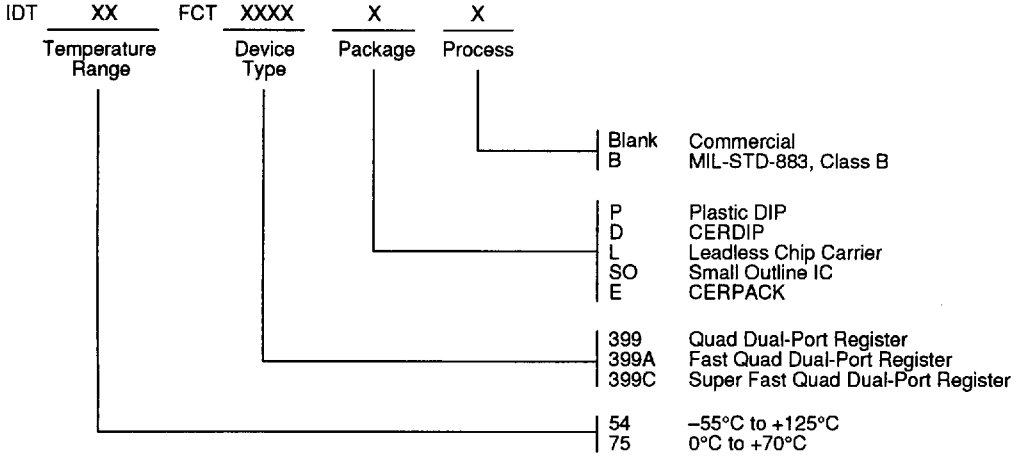 IDT XX FCT XXXX X X
Temperature Range Device Type Package Process
Blank Commercial
B MIL-STD-883, Class B
P Plastic DIP
D CERDIP
L Leadless Chip Carrier
SO Small Outline IC
E CERPACK
399 Quad Dual-Port Register
399A Fast Quad Dual-Port Register
399C Super Fast Quad Dual-Port Register
54 –55°C to +125°C
75 0°C to +70°C